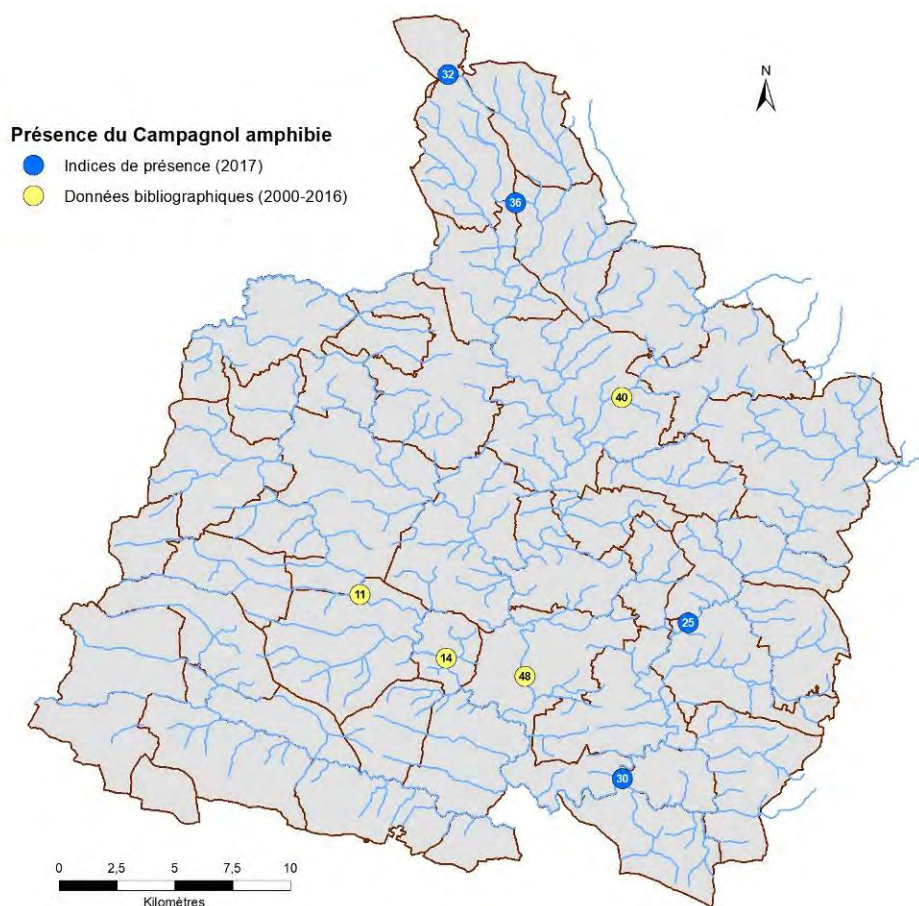 32
N
Présence du Campagnol amphibie
Indices de présence (2017)
Données bibliographiques (2000-2016)
36
40
11
25
14
48
30
0 2,5 5 7,5 10
Kilomètres